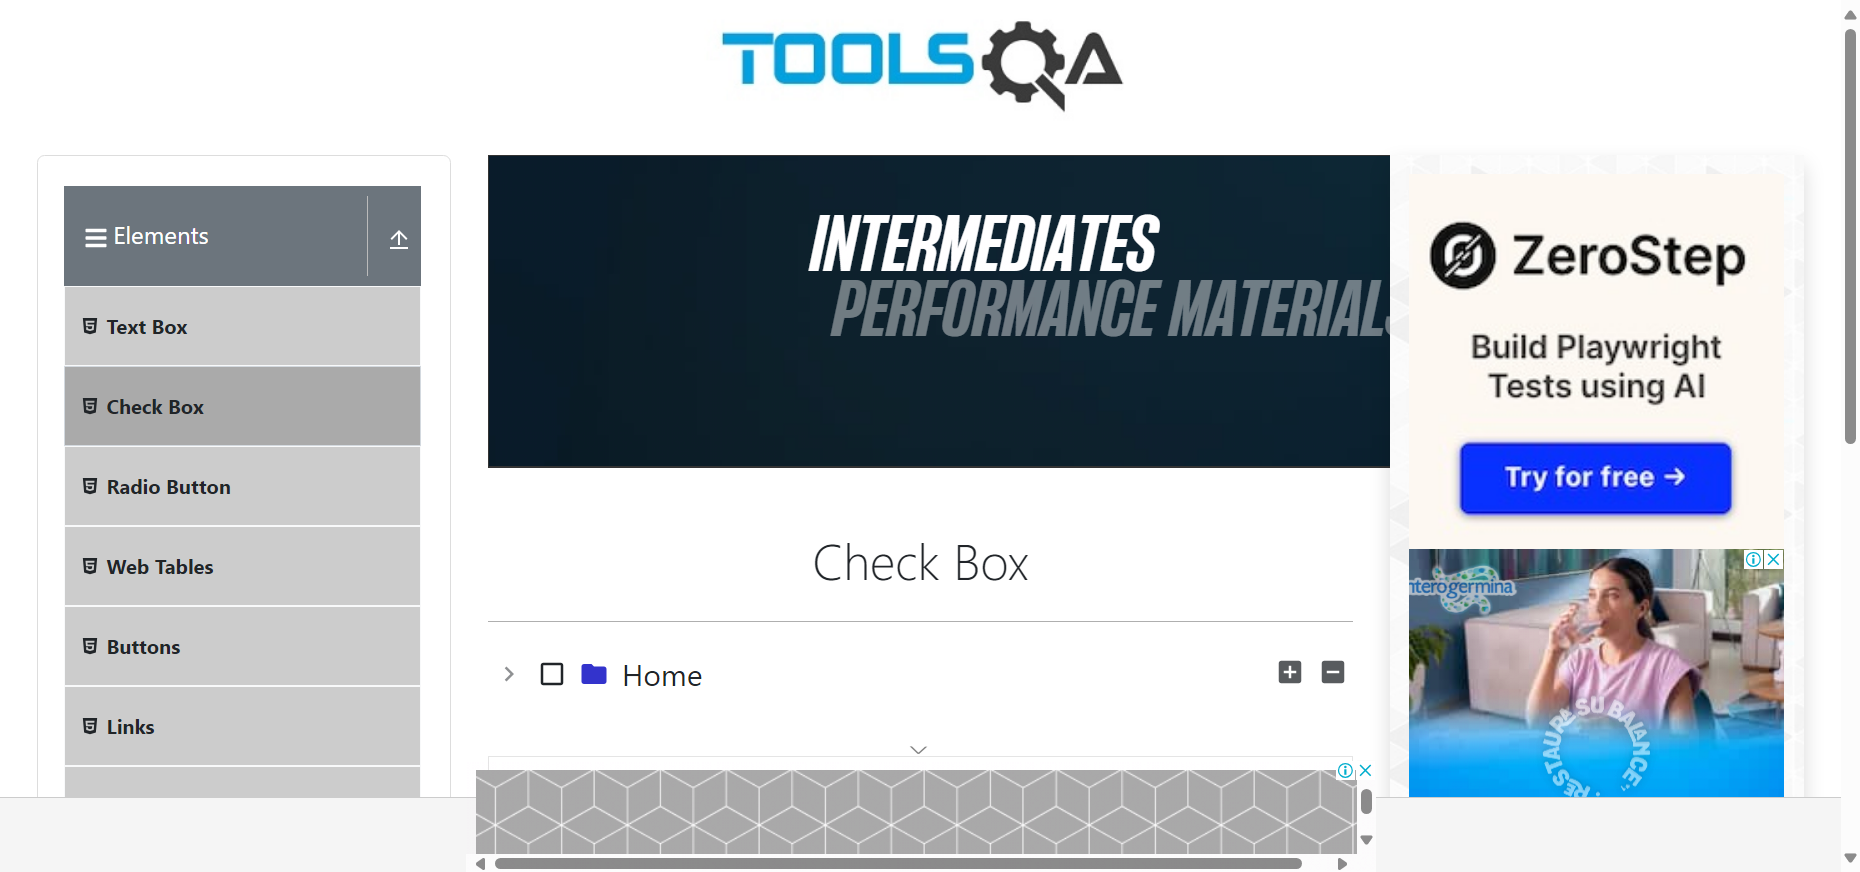 TOOLSQA
Elements
Text Box
Check Box
Radio Button
Web Tables
Buttons
Links
INTERMEDIATES
PERFORMANCE MATERIALS
Check Box
Home
ZeroStep
Build Playwright
Tests using AI
Try for free →
nterogermina
RESTAURA SU BALANCE